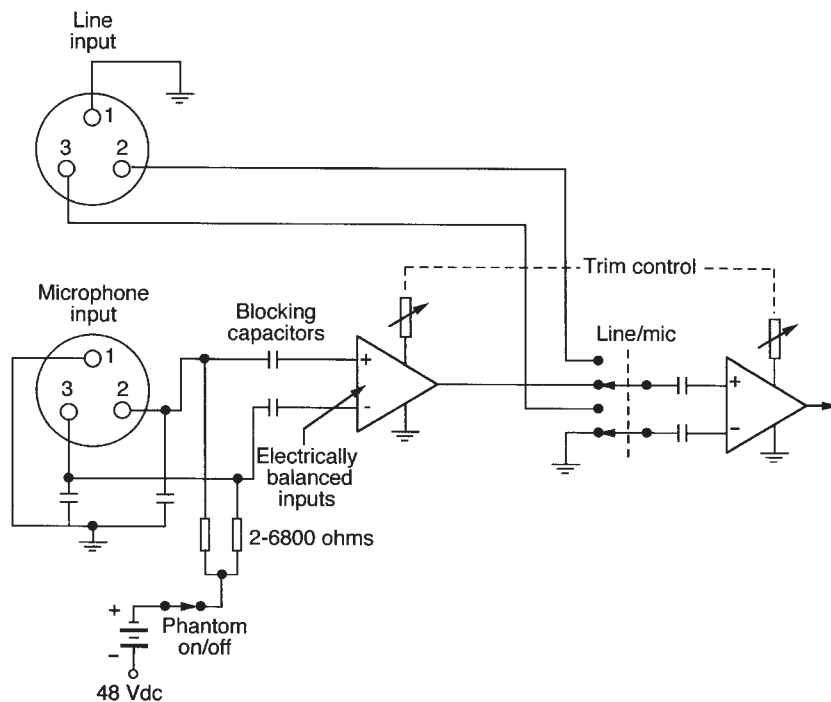 Line
input
1
3 2
Trim control
Microphone
input
Blocking
capacitors
Line/mic
1
+
+
3 2
-
−
Electrically
balanced
inputs
2-6800 ohms
+
Phantom
on/off
−
48 Vdc